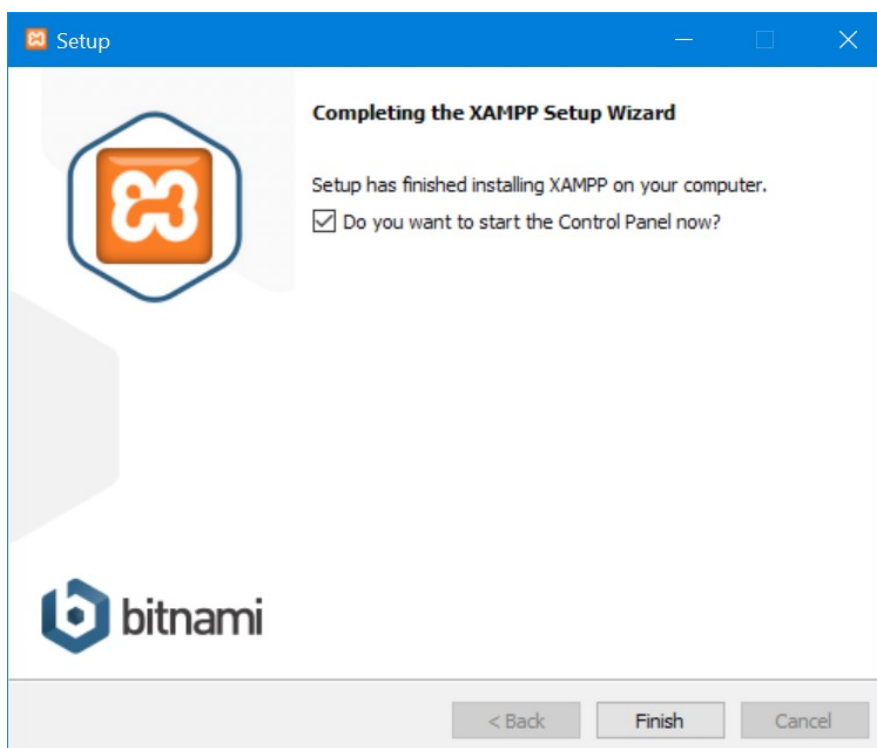 Setup
Completing the XAMPP Setup Wizard
Setup has finished installing XAMPP on your computer.
Do you want to start the Control Panel now?
bitnami
< Back
Finish
Cancel